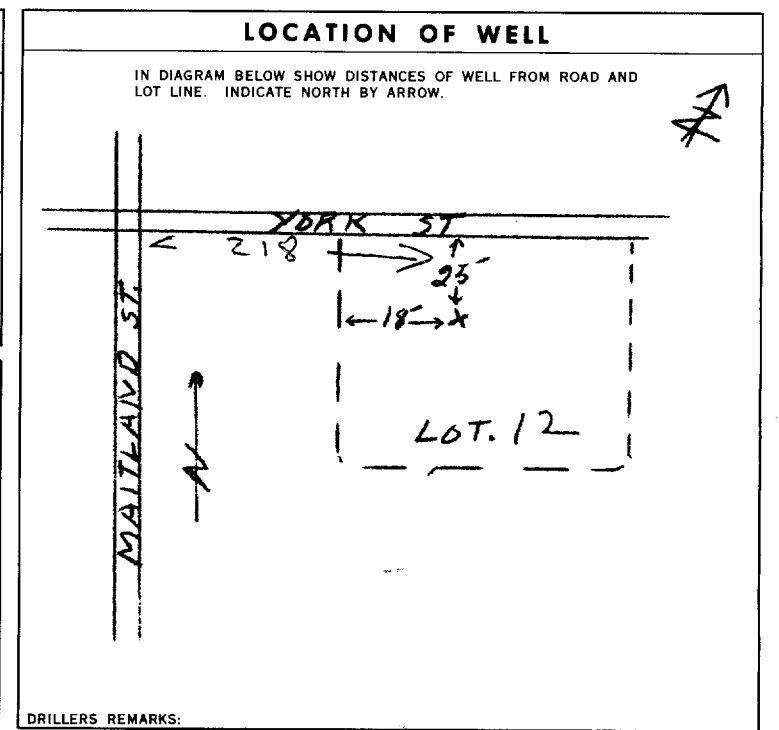 LOCATION OF WELL
IN DIAGRAM BELOW SHOW DISTANCES OF WELL FROM ROAD AND
LOT LINE. INDICATE NORTH BY ARROW.
N
YORK ST
218
25'
18' X
MAITLAND ST.
LOT. 12
N
DRILLERS REMARKS: